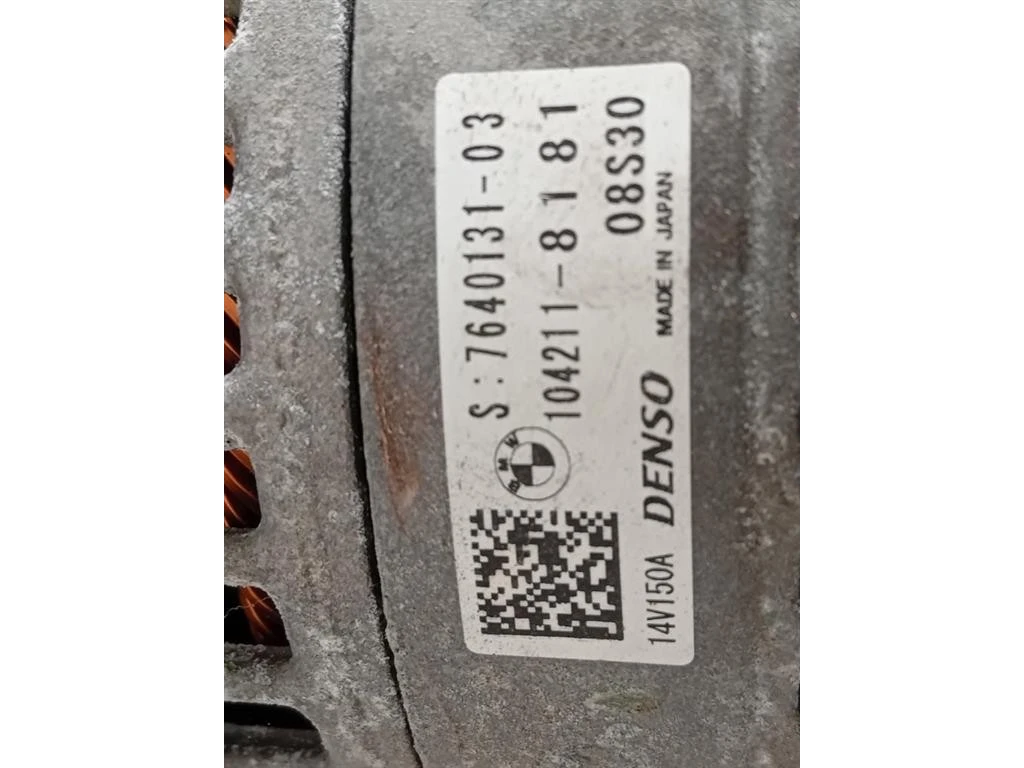 S:7640131-03
BMW
104211-8181
08S30
14V150A DENSO MADE IN JAPAN